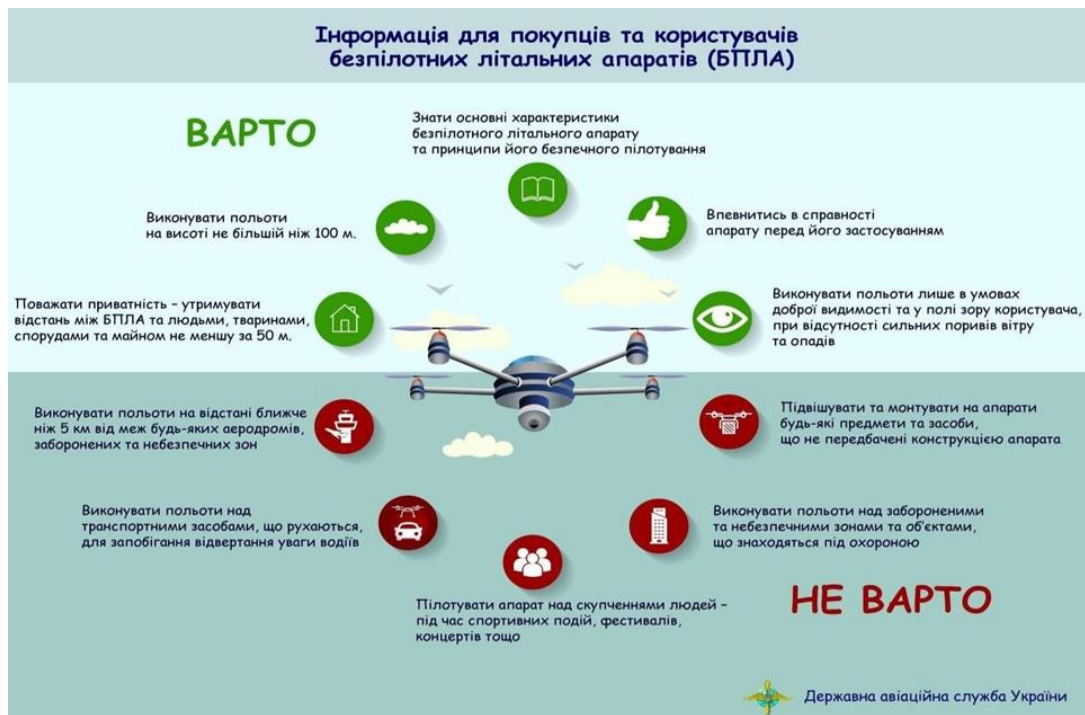 Інформація для покупців та користувачів
безпілотних літальних апаратів (БПЛА)
ВАРТО
Знати основні характеристики
безпілотного літального апарату
та принципи його безпечного пілотування
Виконувати польоти
на висоті не більшій ніж 100 м.
Впевнитись в справності
апарату перед його застосуванням
Поважати приватність – утримувати
відстань між БПЛА та людьми, тваринами,
спорудами та майном не меншу за 50 м.
Виконувати польоти лише в умовах
доброї видимості та у полі зору користувача,
при відсутності сильних поривів вітру
та опадів
Виконувати польоти на відстані ближче
ніж 5 км від меж будь-яких аеродромів,
заборонених та небезпечних зон
Підвішувати та монтувати на апарати
будь-які предмети та засоби,
що не передбачені конструкцією апарата
Виконувати польоти над
транспортними засобами, що рухаються,
для запобігання відвертання уваги водіїв
Виконувати польоти над забороненими
та небезпечними зонами та об'єктами,
що знаходяться під охороною
Пілотувати апарат над скупченнями людей –
під час спортивних подій, фестивалів,
концертів тощо
НЕ ВАРТО
Державна авіаційна служба України